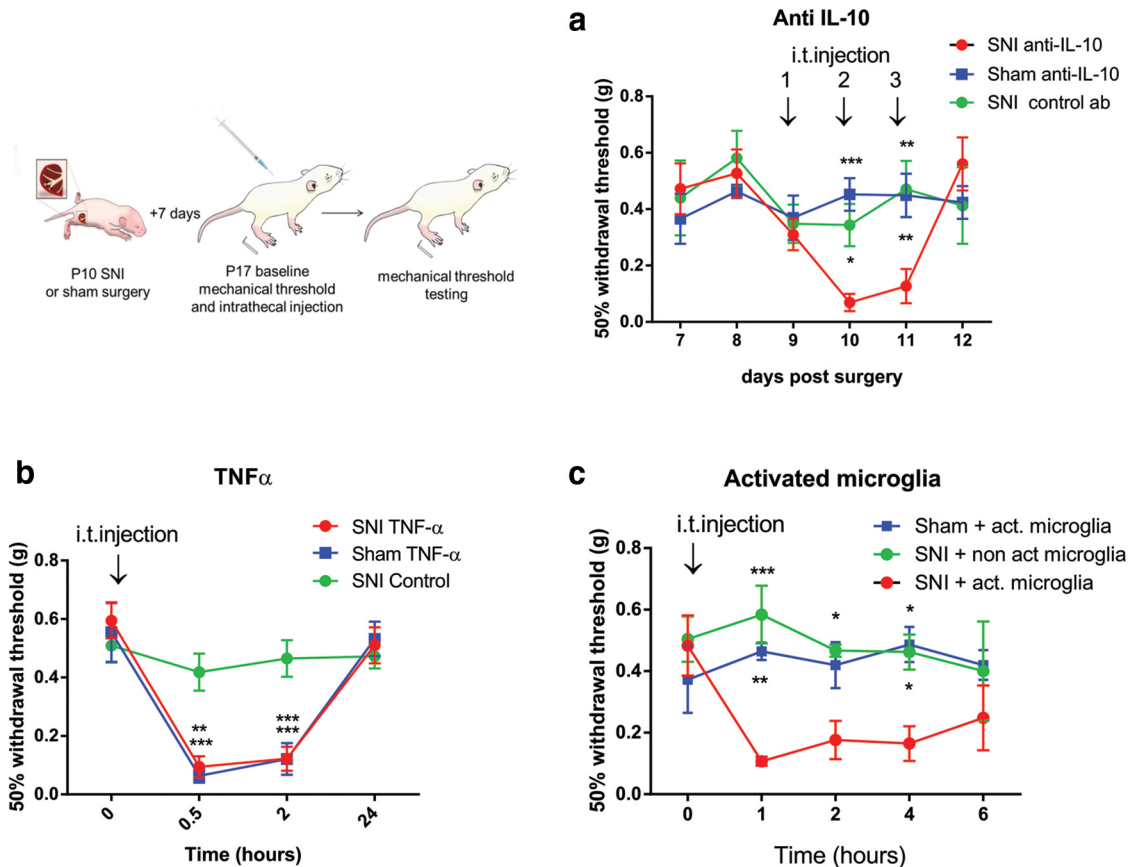 +7 days
P10 SNI
or sham surgery
P17 baseline
mechanical threshold
and intrathecal injection
mechanical threshold
testing
a
Anti IL-10
i.t.injection
1 2 3
SNI anti-IL-10
Sham anti-IL-10
SNI control ab
50% withdrawal threshold (g)
0.8
0.6
0.4
0.2
0.0
***
**
*
**
7 8 9 10 11 12
days post surgery
b
TNFα
i.t.injection
SNI TNF-α
Sham TNF-α
SNI Control
50% withdrawal threshold (g)
0.8
0.6
0.4
0.2
0.0
**
***
***
***
0 0.5 2 24
Time (hours)
c
Activated microglia
i.t.injection
Sham + act. microglia
SNI + non act microglia
SNI + act. microglia
50% withdrawal threshold (g)
0.8
0.6
0.4
0.2
0.0
***
*
*
**
*
0 1 2 4 6
Time (hours)